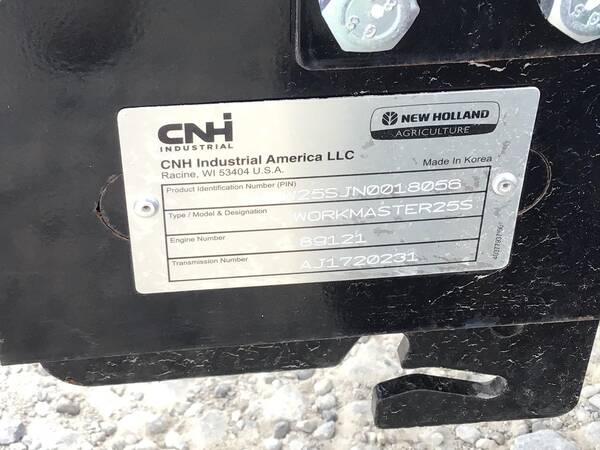 CNH
INDUSTRIAL
NEW HOLLAND
AGRICULTURE
CNH Industrial America LLC
Racine, WI 53404 U.S.A.
Made In Korea
Product Identification Number (PIN)
Type / Model & Designation
WORKMASTER25S
Engine Number
89121
Transmission Number
AJ1720231